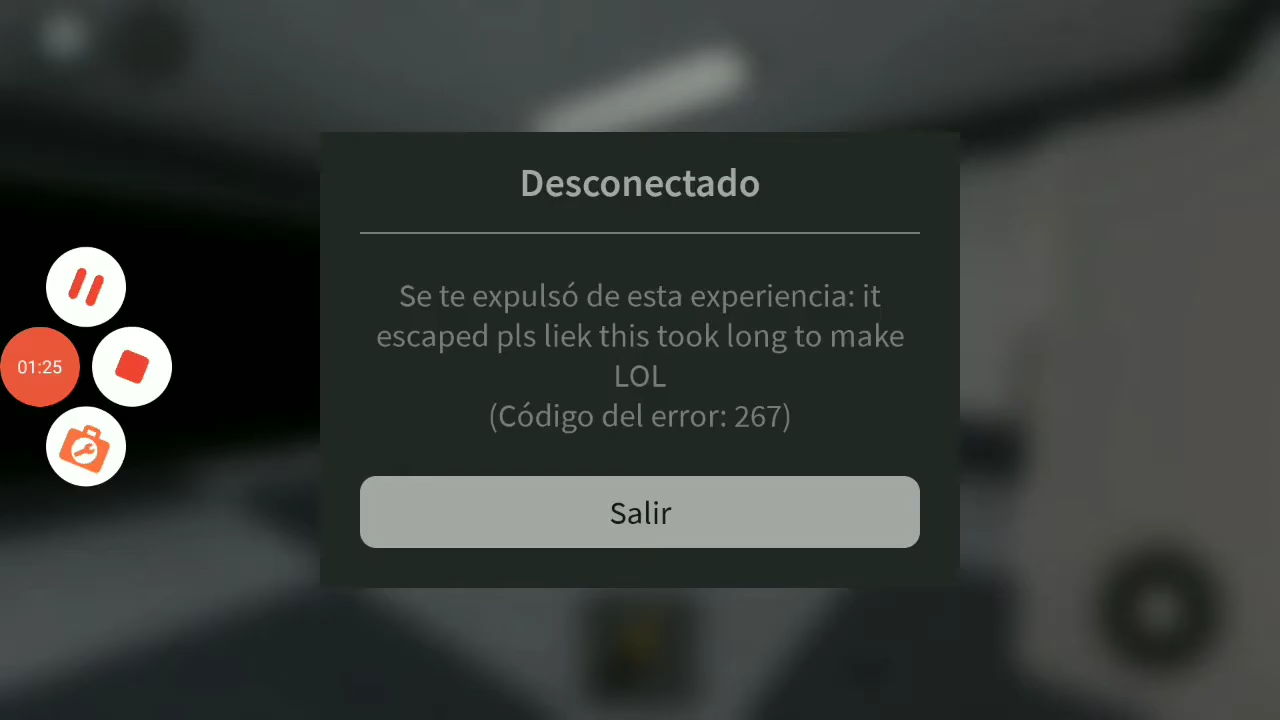 Desconectado
Se te expulsó de esta experiencia: it
escaped pls liek this took long to make
LOL
(Código del error: 267)
01:25
Salir